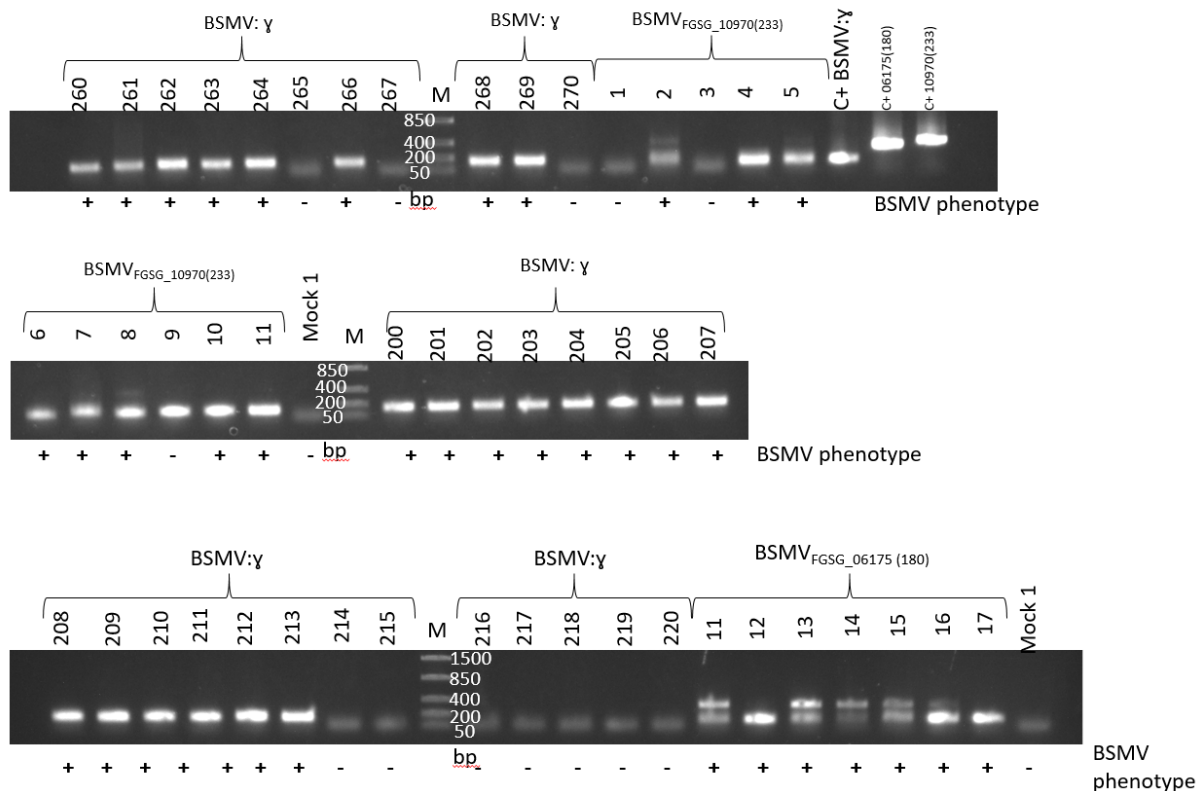 BSMV: ɣ BSMV: ɣ BSMVFGSG_10970(233) C+ BSMV:ɣ C+ 06175(180) C+ 10970(233)
260 261 262 263 264 265 266 267 M 268 269 270 1 2 3 4 5
850
400
200
50
+ + + + + - + - bp + + - - + - + + BSMV phenotype
BSMVFGSG_10970(233) BSMV: ɣ
6 7 8 9 10 11 Mock 1 M 200 201 202 203 204 205 206 207
850
400
200
50
+ + + - + + - bp + + + + + + + + BSMV phenotype
BSMV:ɣ BSMV:ɣ BSMVFGSG_06175 (180)
208 209 210 211 212 213 214 215 M 216 217 218 219 220 11 12 13 14 15 16 17 Mock 1
1500
850
400
200
50
+ + + + + + + - - bp - - - - - + + + + + + + - BSMV
phenotype